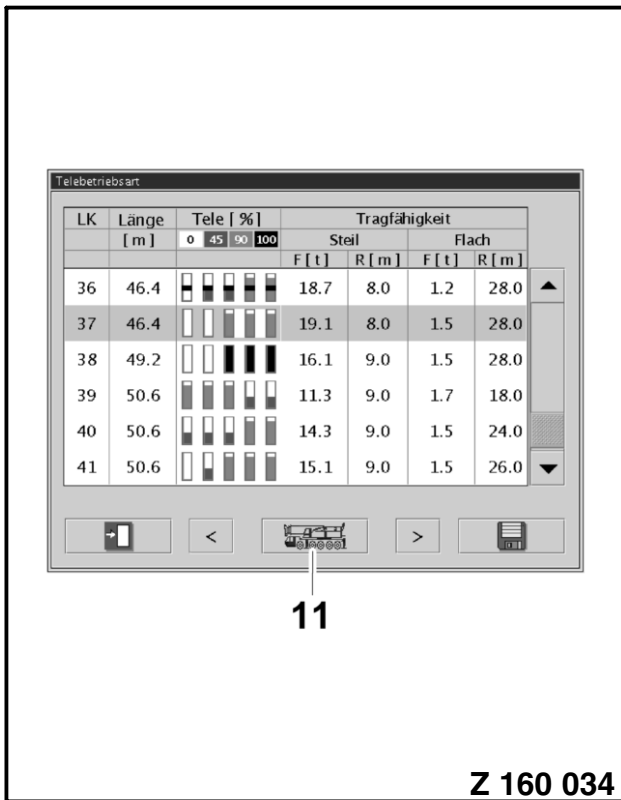 Telebetriebsart
LK Länge Tele [ %] Tragfähigkeit
[ m ] 0 45 90 100 Steil Flach
F [ t ] R [ m ] F [ t ] R [ m ]
36 46.4 18.7 8.0 1.2 28.0
37 46.4 19.1 8.0 1.5 28.0
38 49.2 16.1 9.0 1.5 28.0
39 50.6 11.3 9.0 1.7 18.0
40 50.6 14.3 9.0 1.5 24.0
41 50.6 15.1 9.0 1.5 26.0
< >
11
Z 160 034